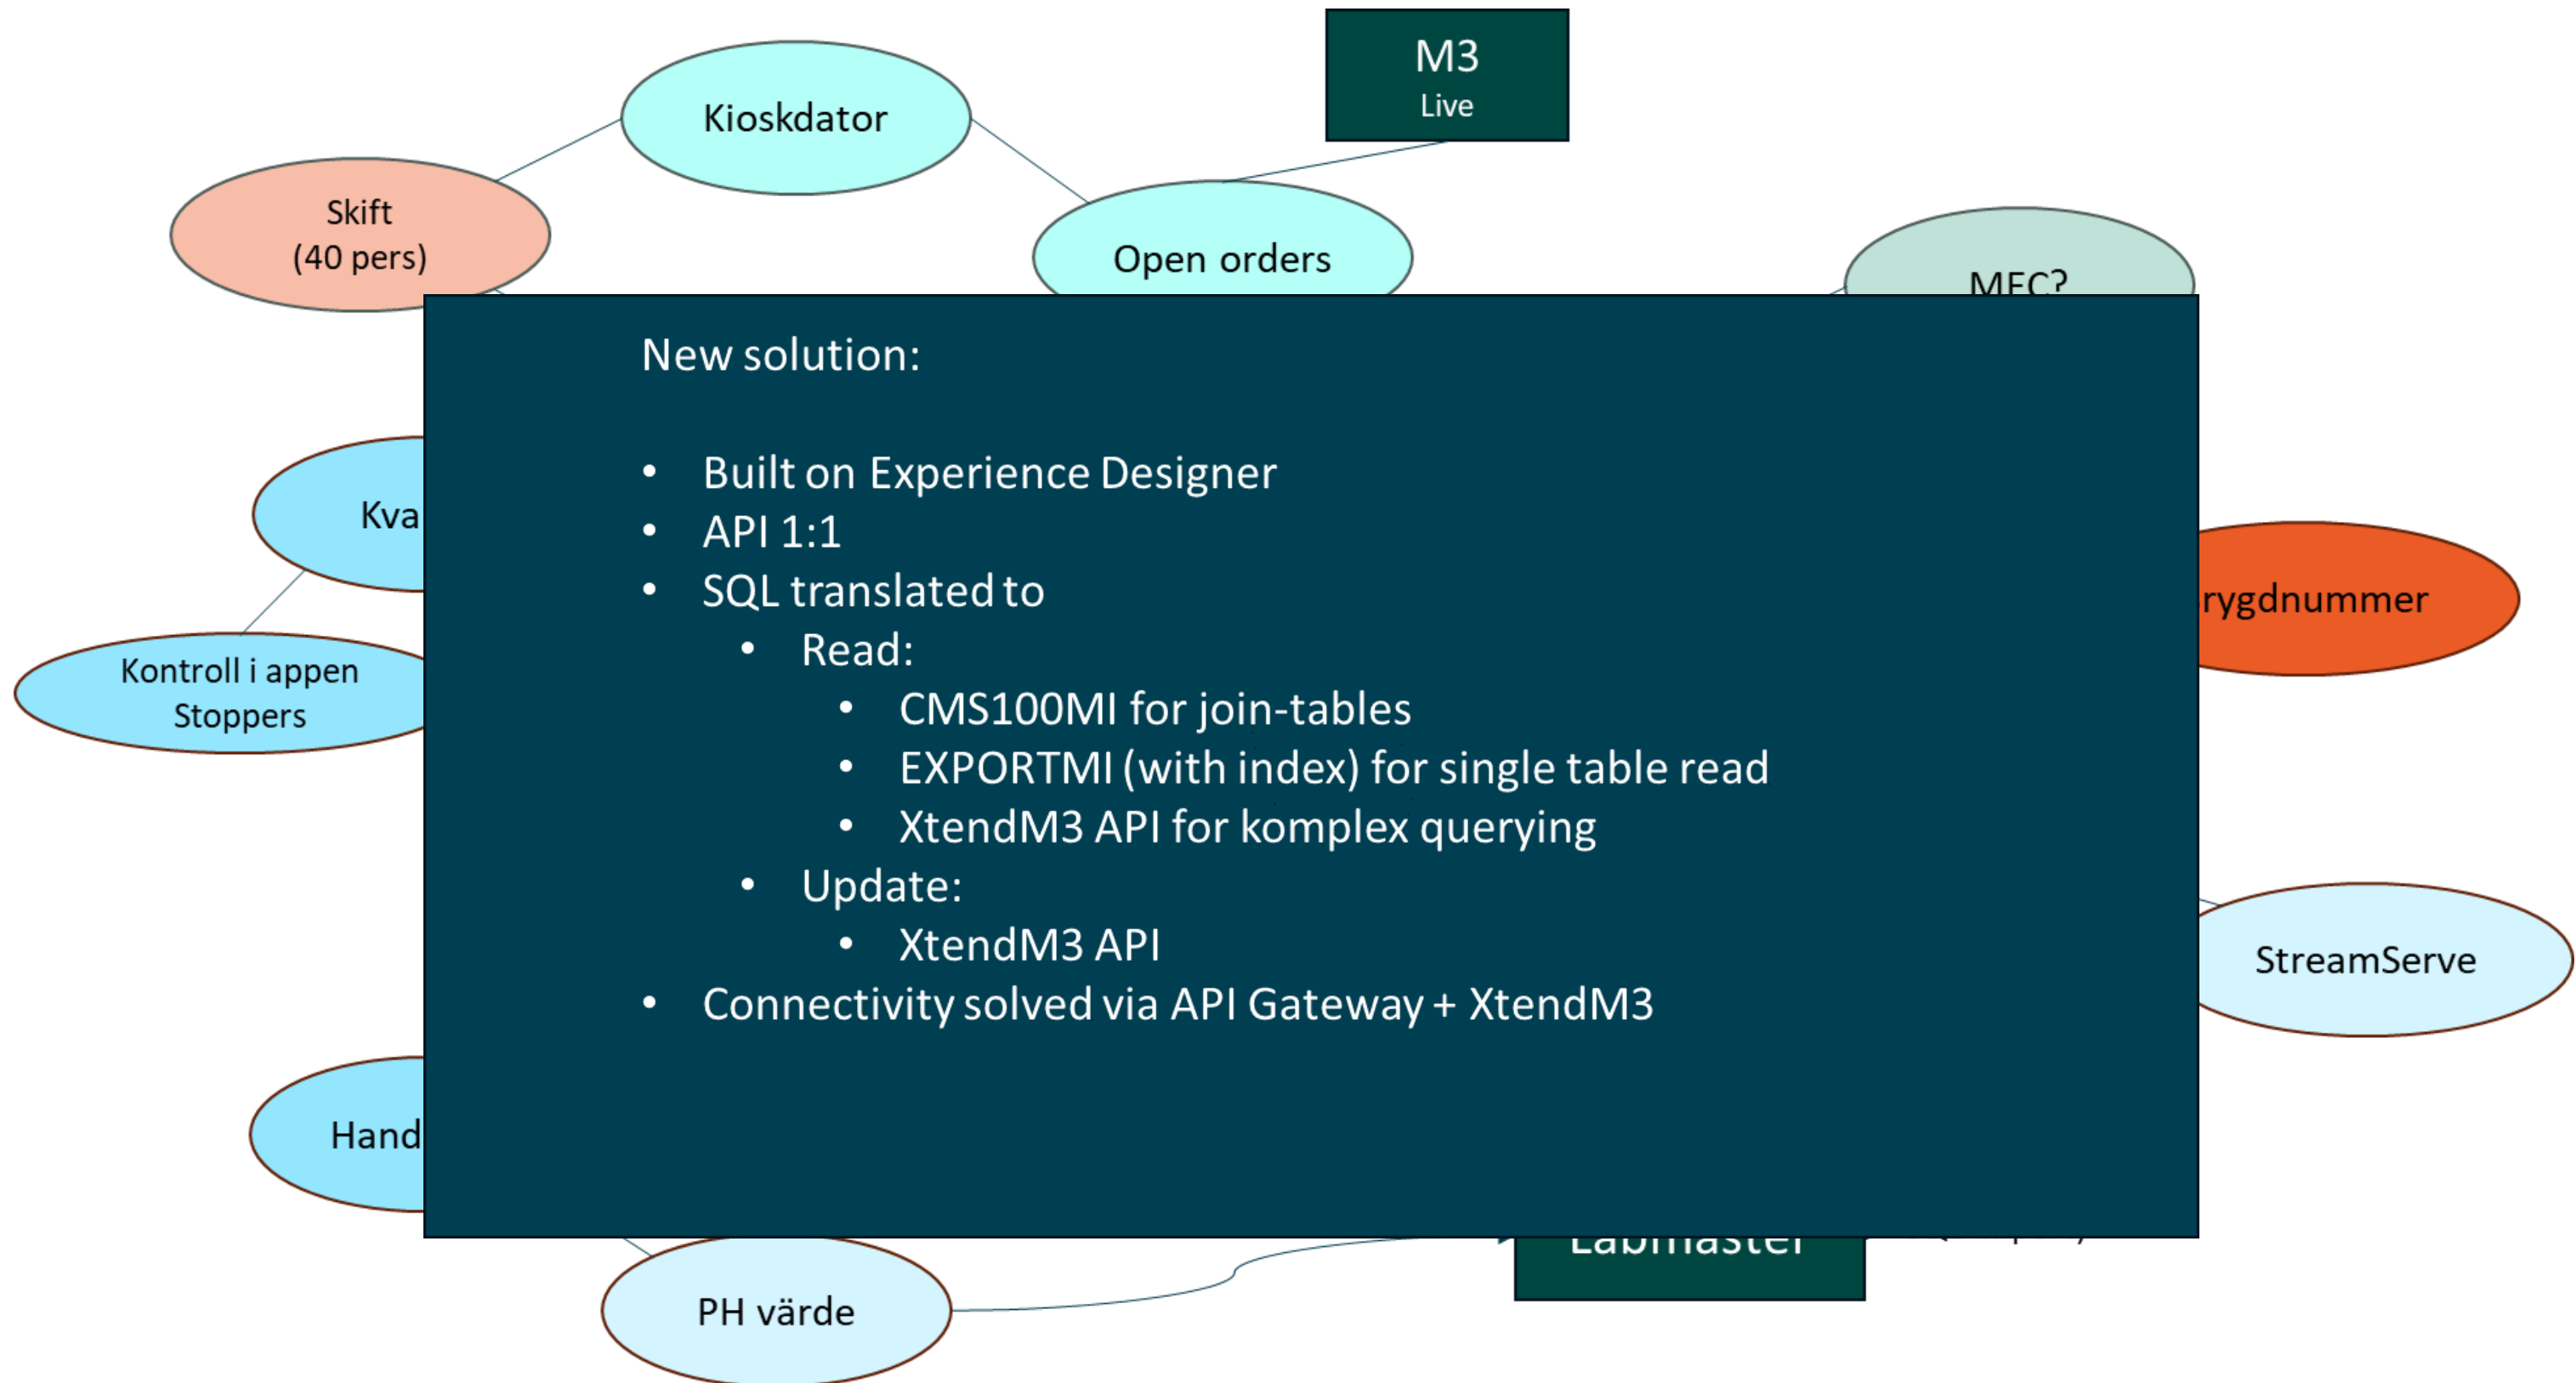 M3
Live
Kioskdator
Skift
(40 pers)
Open orders
MEC?
New solution:
• Built on Experience Designer
• API 1:1
• SQL translated to
• Read:
• CMS100MI for join-tables
• EXPORTMI (with index) for single table read
• XtendM3 API for komplex querying
• Update:
• XtendM3 API
• Connectivity solved via API Gateway + XtendM3
Kva
Kontroll i appen
Stoppers
rygdnummer
StreamServe
Hand
Labmaster
PH värde